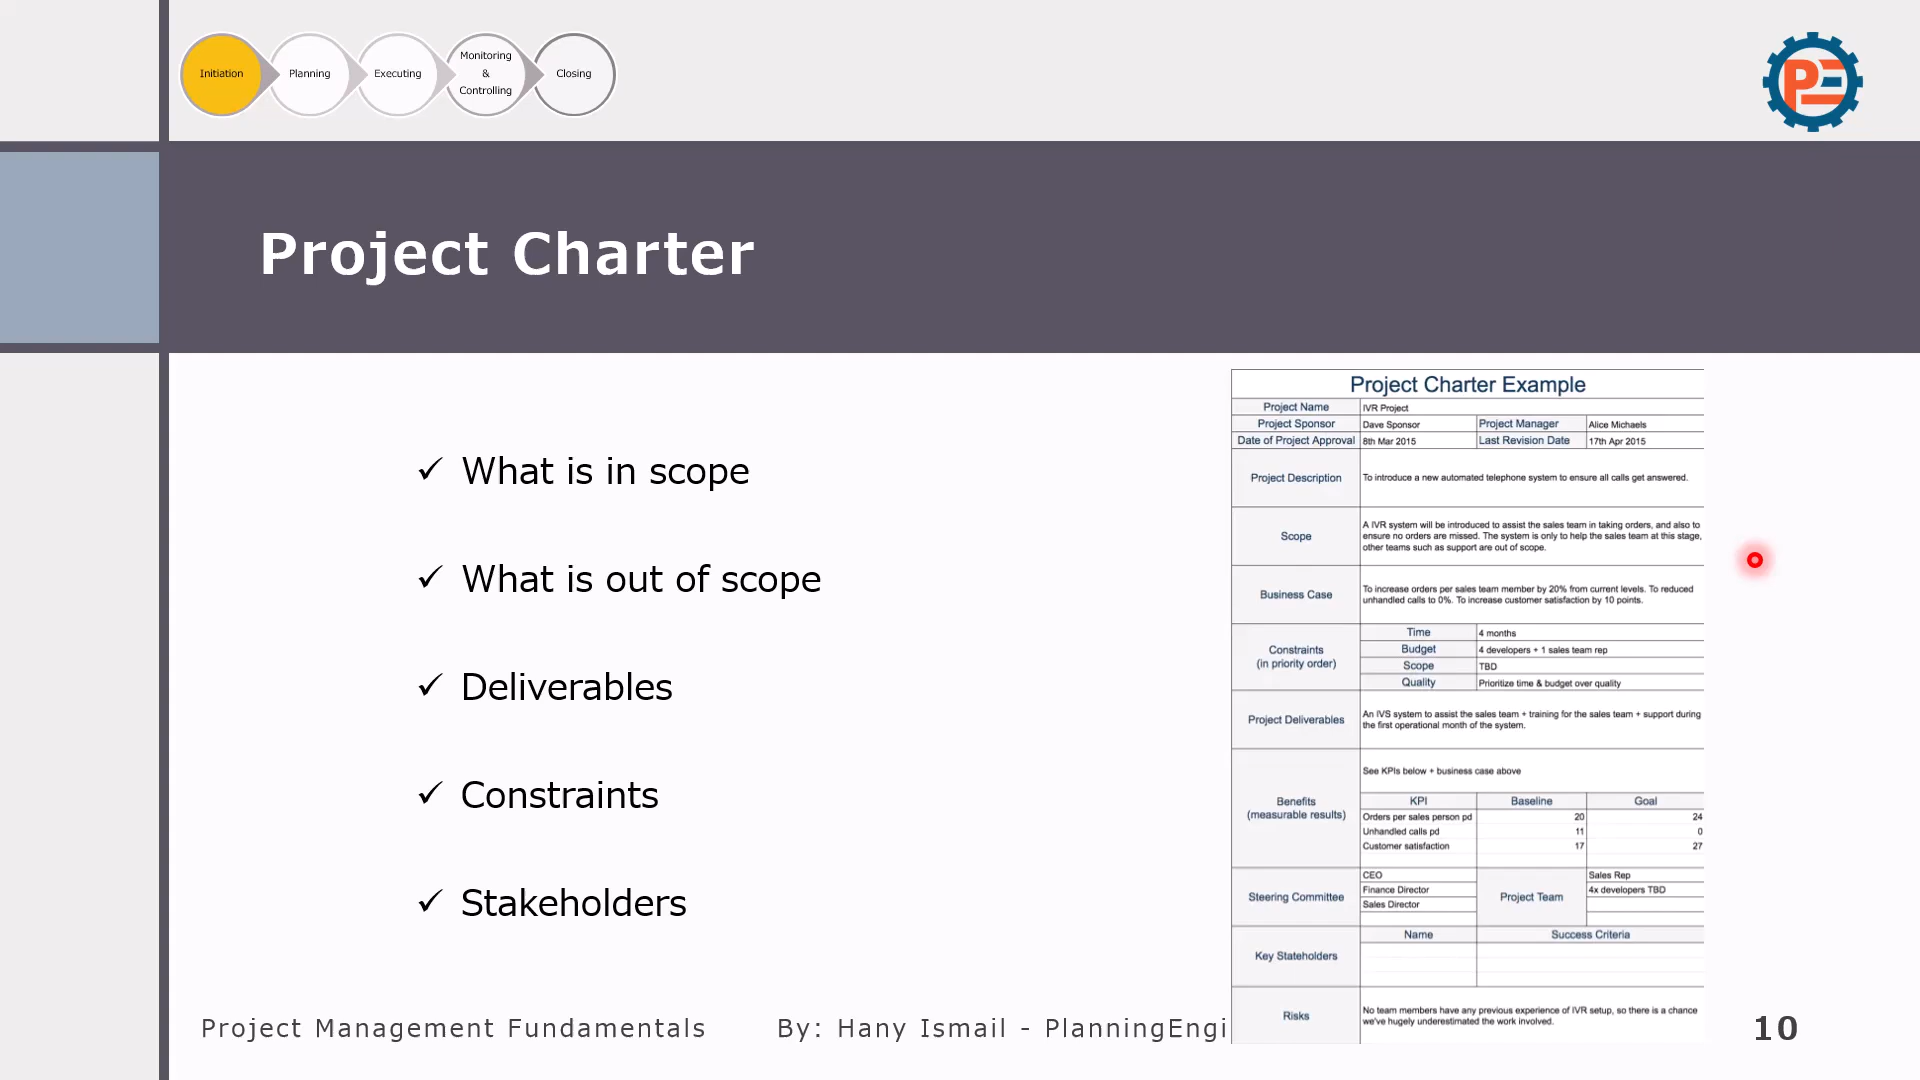 Initiation
Planning
Executing
Monitoring
&
Controlling
Closing
PE
Project Charter
✓ What is in scope
✓ What is out of scope
✓ Deliverables
✓ Constraints
✓ Stakeholders
Project Charter Example
Project Name IVR Project
Project Sponsor Dave Sponsor Project Manager Alice Michaels
Date of Project Approval 8th Mar 2015 Last Revision Date 17th Apr 2015
Project Description To introduce a new automated telephone system to ensure all calls get answered.
Scope
A IVR system will be introduced to assist the sales team in taking orders, and also to
ensure no orders are missed. The system is only to help the sales team at this stage,
other teams such as support are out of scope.
Business Case
To increase orders per sales team member by 20% from current levels. To reduced
unhandled calls to 0%. To increase customer satisfaction by 10 points.
Constraints
(in priority order)
Time 4 months
Budget 4 developers + 1 sales team rep
Scope TBD
Quality Prioritize time & budget over quality
Project Deliverables
An IVS system to assist the sales team + training for the sales team + support during
the first operational month of the system.
Benefits
(measurable results)
See KPIs below + business case above
KPI Baseline Goal
Orders per sales person pd 20 24
Unhandled calls pd 11 0
Customer satisfaction 17 27
Steering Committee
CEO
Finance Director
Sales Director
Project Team
Sales Rep
4x developers TBD
Key Stateholders
Name Success Criteria
Risks
No team members have any previous experience of IVR setup, so there is a chance
we've hugely underestimated the work involved.
Project Management Fundamentals By: Hany Ismail - PlanningEngi
10